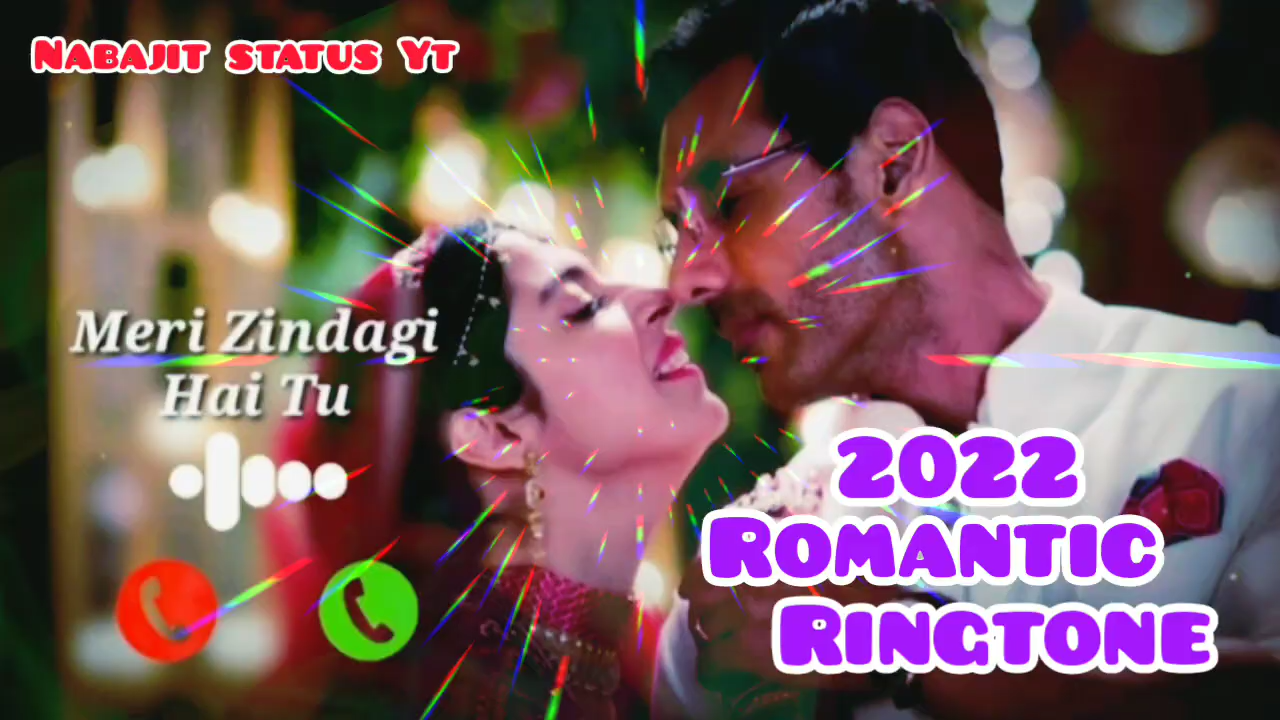 Nabajit status Yt
Meri Zindagi
Hai Tu
2022
Romantic
Ringtone